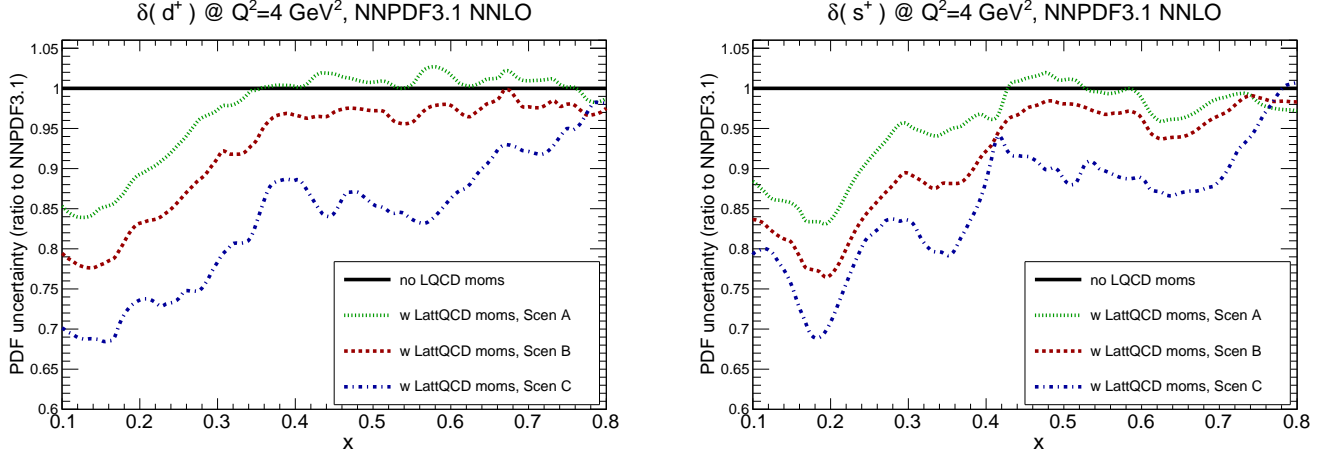 δ( d⁺ ) @ Q²=4 GeV², NNPDF3.1 NNLO
PDF uncertainty (ratio to NNPDF3.1)
1.05
1
0.95
0.9
0.85
0.8
0.75
0.7
0.65
0.6
no LQCD moms
w LattQCD moms, Scen A
w LattQCD moms, Scen B
w LattQCD moms, Scen C
0.1 0.2 0.3 0.4 0.5 0.6 0.7 0.8
x
δ( s⁺ ) @ Q²=4 GeV², NNPDF3.1 NNLO
PDF uncertainty (ratio to NNPDF3.1)
1.05
1
0.95
0.9
0.85
0.8
0.75
0.7
0.65
0.6
no LQCD moms
w LattQCD moms, Scen A
w LattQCD moms, Scen B
w LattQCD moms, Scen C
0.1 0.2 0.3 0.4 0.5 0.6 0.7 0.8
x